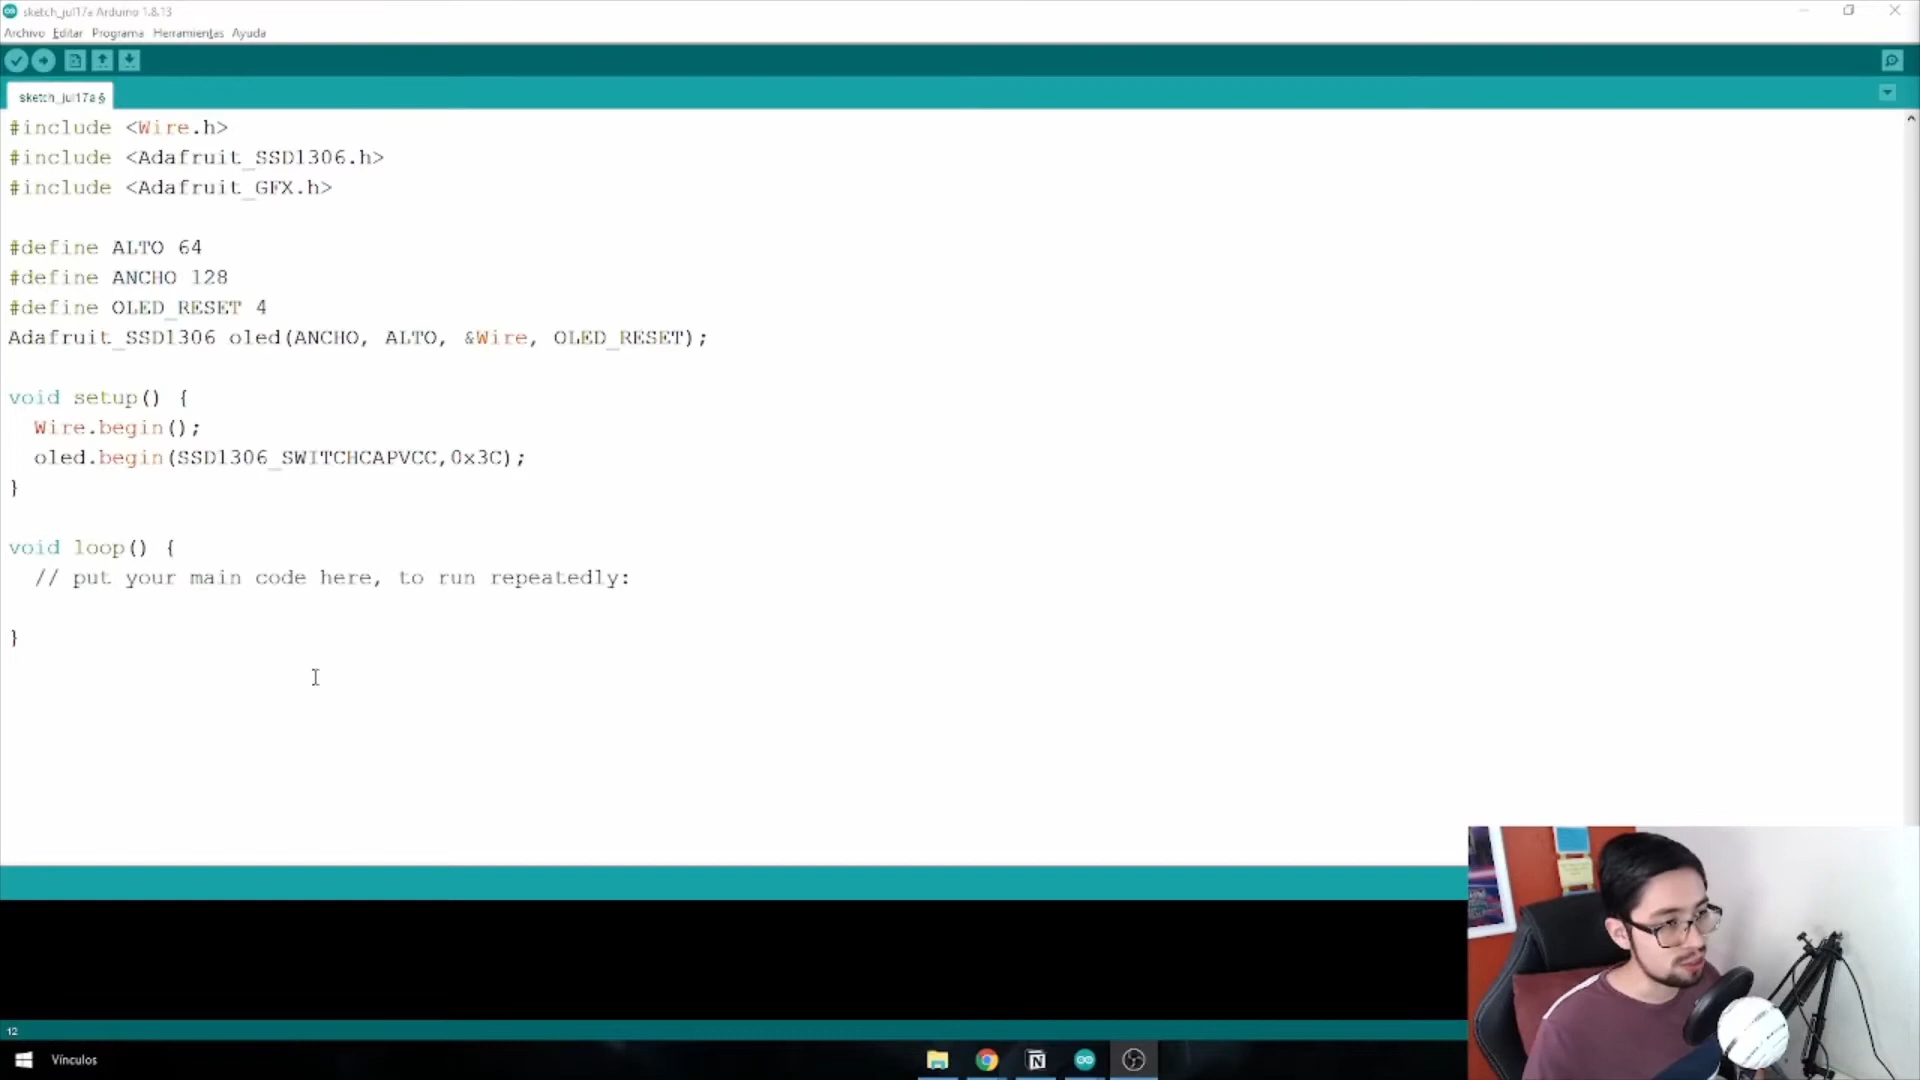 sketch_jul17a Arduino 1.8.13
Archivo Editar Programa Herramientas Ayuda
sketch_jul17a §
#include <Wire.h>
#include <Adafruit_SSD1306.h>
#include <Adafruit_GFX.h>
#define ALTO 64
#define ANCHO 128
#define OLED_RESET 4
Adafruit_SSD1306 oled(ANCHO, ALTO, &Wire, OLED_RESET);
void setup() {
Wire.begin();
oled.begin(SSD1306_SWITCHCAPVCC,0x3C);
}
void loop() {
// put your main code here, to run repeatedly:
}
12
Vínculos